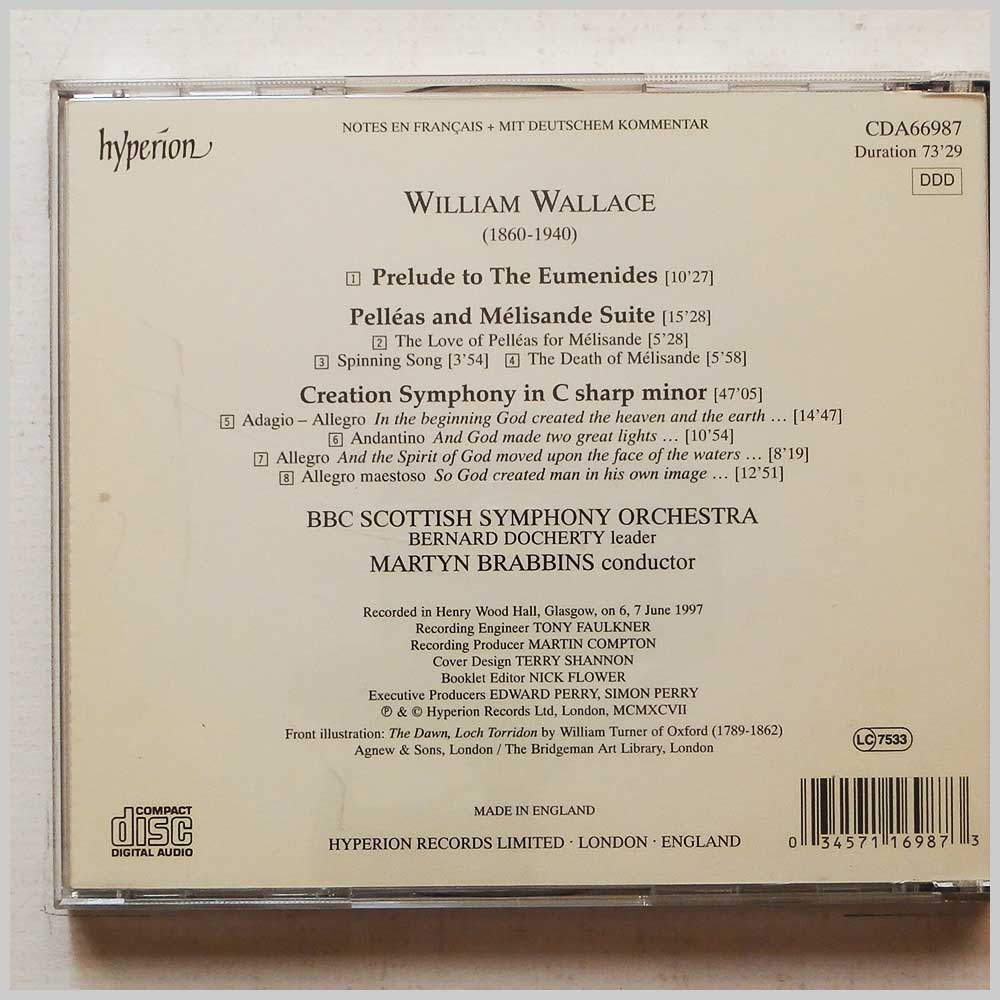 hyperion
NOTES EN FRANÇAIS + MIT DEUTSCHEM KOMMENTAR
CDA66987
Duration 73'29
DDD
WILLIAM WALLACE
(1860-1940)
1 Prelude to The Eumenides [10'27]
Pelléas and Mélisande Suite [15'28]
2 The Love of Pelléas for Mélisande [5'28]
3 Spinning Song [3'54] 4 The Death of Mélisande [5'58]
Creation Symphony in C sharp minor [47'05]
5 Adagio – Allegro In the beginning God created the heaven and the earth … [14'47]
6 Andantino And God made two great lights … [10'54]
7 Allegro And the Spirit of God moved upon the face of the waters … [8'19]
8 Allegro maestoso So God created man in his own image … [12'51]
BBC SCOTTISH SYMPHONY ORCHESTRA
BERNARD DOCHERTY leader
MARTYN BRABBINS conductor
Recorded in Henry Wood Hall, Glasgow, on 6, 7 June 1997
Recording Engineer TONY FAULKNER
Recording Producer MARTIN COMPTON
Cover Design TERRY SHANNON
Booklet Editor NICK FLOWER
Executive Producers EDWARD PERRY, SIMON PERRY
℗ & © Hyperion Records Ltd, London, MCMXCVII
Front illustration: The Dawn, Loch Torridon by William Turner of Oxford (1789-1862)
Agnew & Sons, London / The Bridgeman Art Library, London
LC 7533
COMPACT
disc
DIGITAL AUDIO
MADE IN ENGLAND
HYPERION RECORDS LIMITED · LONDON · ENGLAND
0 34571 16987 3